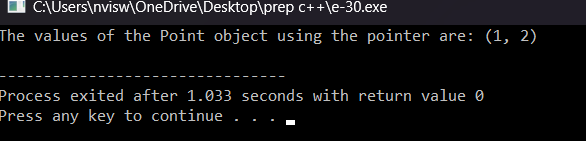 C:\Users\nvisw\OneDrive\Desktop\prep c++\e-30.exe
The values of the Point object using the pointer are: (1, 2)
--------------------------------
Process exited after 1.033 seconds with return value 0
Press any key to continue . . .